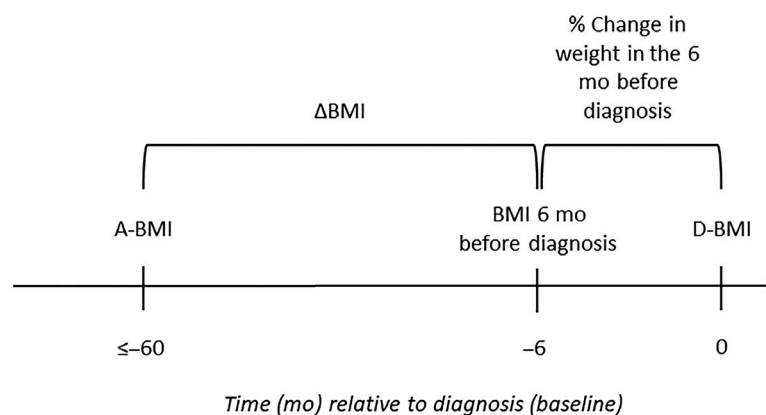 % Change in
weight in the 6
mo before
diagnosis
ΔBMI
A-BMI
BMI 6 mo
before diagnosis
D-BMI
≤–60
–6
0
Time (mo) relative to diagnosis (baseline)